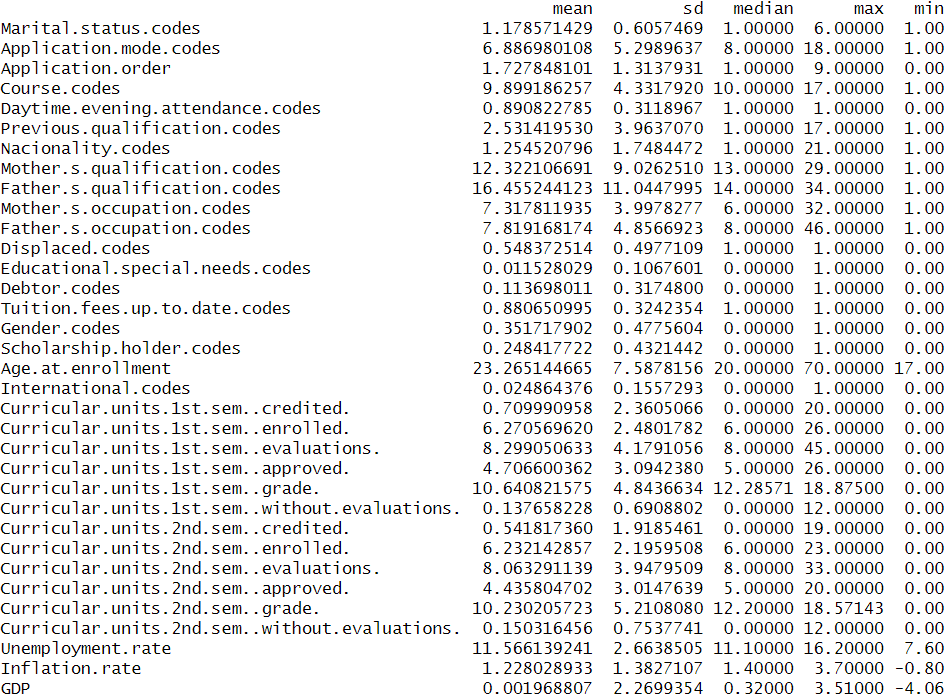 mean sd median max min
Marital.status.codes 1.178571429 0.6057469 1.00000 6.00000 1.00
Application.mode.codes 6.886980108 5.2989637 8.00000 18.00000 1.00
Application.order 1.727848101 1.3137931 1.00000 9.00000 0.00
Course.codes 9.899186257 4.3317920 10.00000 17.00000 1.00
Daytime.evening.attendance.codes 0.890822785 0.3118967 1.00000 1.00000 0.00
Previous.qualification.codes 2.531419530 3.9637070 1.00000 17.00000 1.00
Nacionality.codes 1.254520796 1.7484472 1.00000 21.00000 1.00
Mother.s.qualification.codes 12.322106691 9.0262510 13.00000 29.00000 1.00
Father.s.qualification.codes 16.455244123 11.0447995 14.00000 34.00000 1.00
Mother.s.occupation.codes 7.317811935 3.9978277 6.00000 32.00000 1.00
Father.s.occupation.codes 7.819168174 4.8566923 8.00000 46.00000 1.00
Displaced.codes 0.548372514 0.4977109 1.00000 1.00000 0.00
Educational.special.needs.codes 0.011528029 0.1067601 0.00000 1.00000 0.00
Debtor.codes 0.113698011 0.3174800 0.00000 1.00000 0.00
Tuition.fees.up.to.date.codes 0.880650995 0.3242354 1.00000 1.00000 0.00
Gender.codes 0.351717902 0.4775604 0.00000 1.00000 0.00
Scholarship.holder.codes 0.248417722 0.4321442 0.00000 1.00000 0.00
Age.at.enrollment 23.265144665 7.5878156 20.00000 70.00000 17.00
International.codes 0.024864376 0.1557293 0.00000 1.00000 0.00
Curricular.units.1st.sem..credited. 0.709990958 2.3605066 0.00000 20.00000 0.00
Curricular.units.1st.sem..enrolled. 6.270569620 2.4801782 6.00000 26.00000 0.00
Curricular.units.1st.sem..evaluations. 8.299050633 4.1791056 8.00000 45.00000 0.00
Curricular.units.1st.sem..approved. 4.706600362 3.0942380 5.00000 26.00000 0.00
Curricular.units.1st.sem..grade. 10.640821575 4.8436634 12.28571 18.87500 0.00
Curricular.units.1st.sem..without.evaluations. 0.137658228 0.6908802 0.00000 12.00000 0.00
Curricular.units.2nd.sem..credited. 0.541817360 1.9185461 0.00000 19.00000 0.00
Curricular.units.2nd.sem..enrolled. 6.232142857 2.1959508 6.00000 23.00000 0.00
Curricular.units.2nd.sem..evaluations. 8.063291139 3.9479509 8.00000 33.00000 0.00
Curricular.units.2nd.sem..approved. 4.435804702 3.0147639 5.00000 20.00000 0.00
Curricular.units.2nd.sem..grade. 10.230205723 5.2108080 12.20000 18.57143 0.00
Curricular.units.2nd.sem..without.evaluations. 0.150316456 0.7537741 0.00000 12.00000 0.00
Unemployment.rate 11.566139241 2.6638505 11.10000 16.20000 7.60
Inflation.rate 1.228028933 1.3827107 1.40000 3.70000 -0.80
GDP 0.001968807 2.2699354 0.32000 3.51000 -4.06